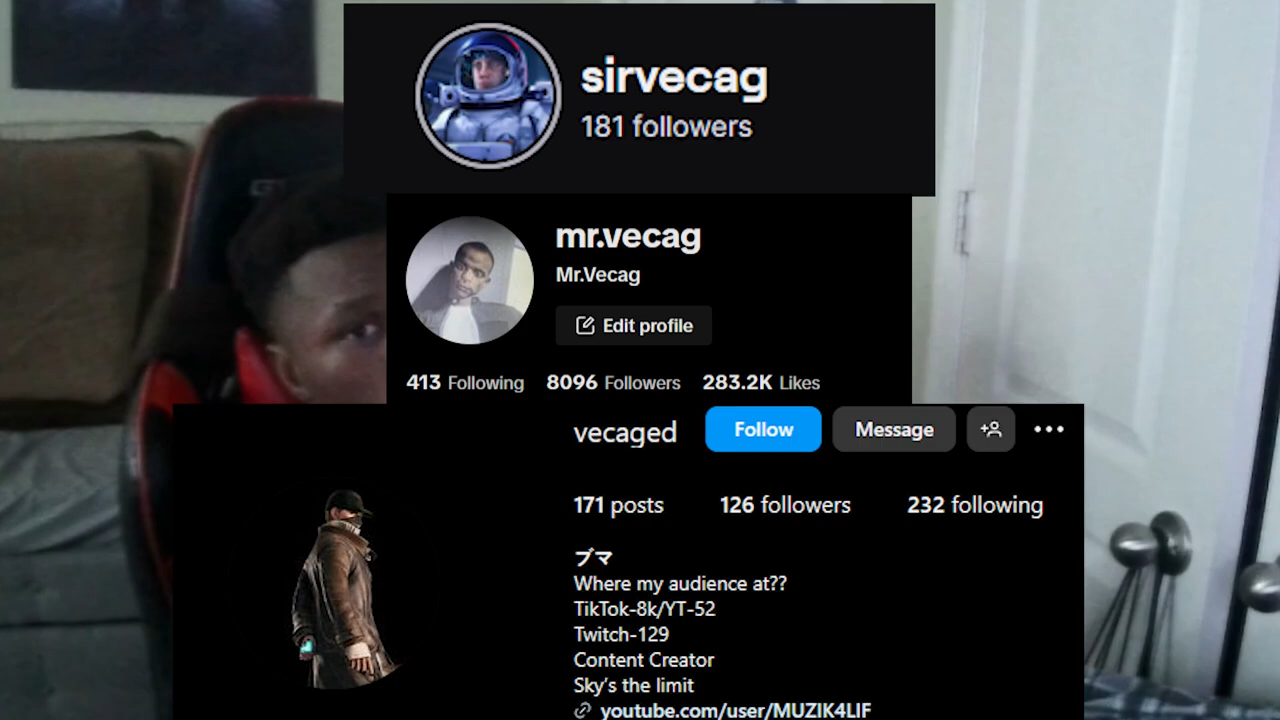 sirvecag
181 followers
mr.vecag
Mr.Vecag
Edit profile
413 Following 8096 Followers 283.2K Likes
vecaged Follow Message
171 posts 126 followers 232 following
ブマ
Where my audience at??
TikTok-8k/YT-52
Twitch-129
Content Creator
Sky's the limit
youtube.com/user/MUZIK4LIF